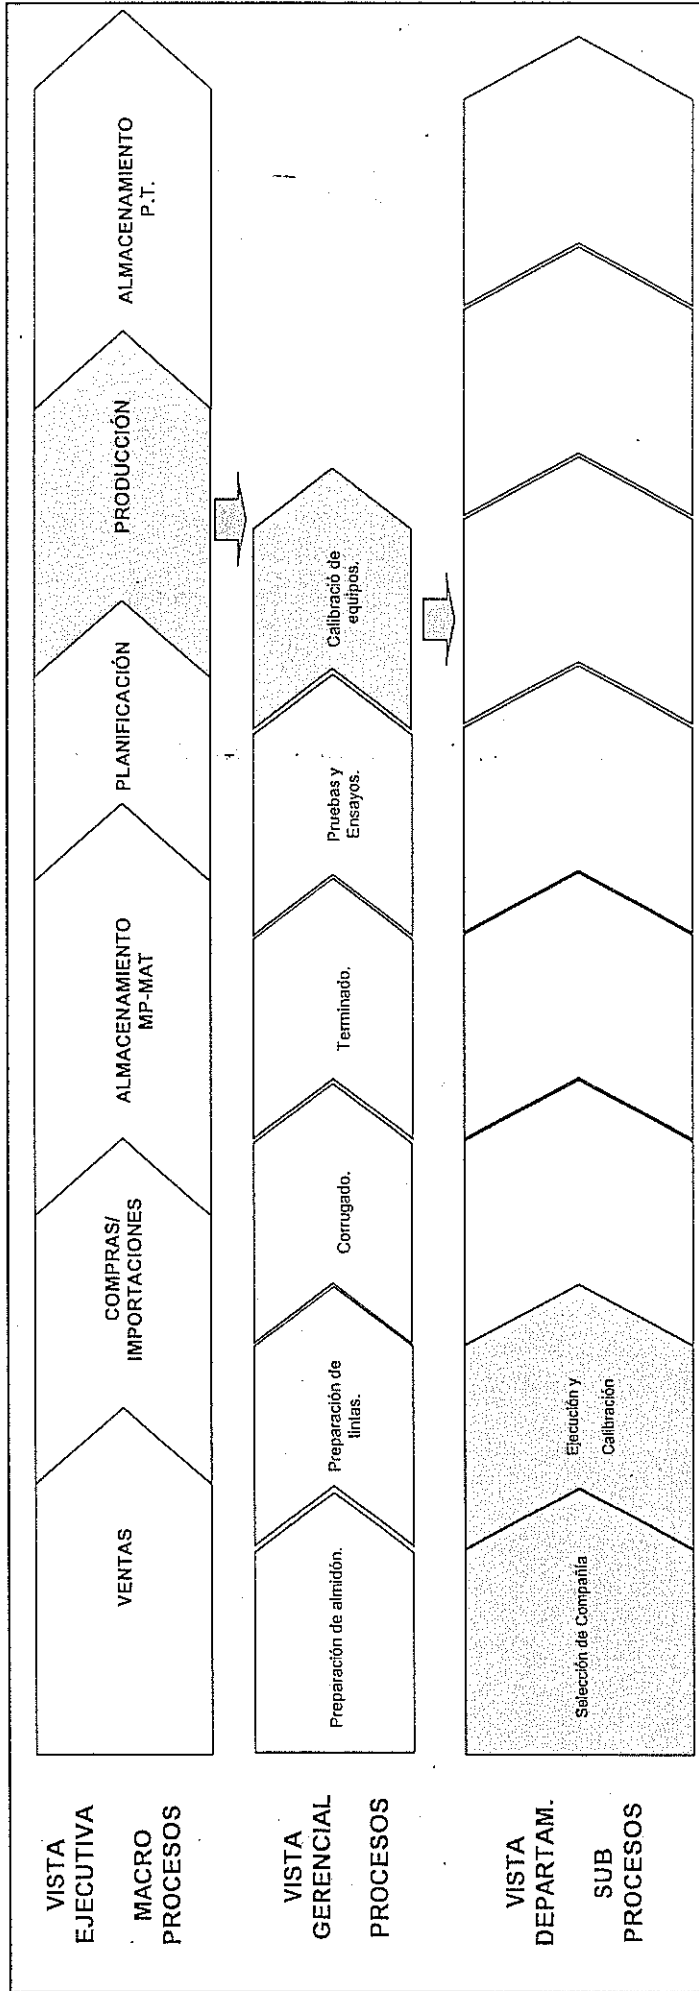 VISTA
EJECUTIVA
MACRO
PROCESOS
VENTAS
COMPRAS/
IMPORTACIONES
ALMACENAMIENTO
MP-MAT
PLANIFICACIÓN
PRODUCCIÓN
ALMACENAMIENTO
P.T.
VISTA
GERENCIAL
PROCESOS
Preparación de almidón.
Preparación de
tintas.
Corrugado.
Terminado.
Pruebas y
Ensayos.
Calibració de
equipos.
VISTA
DEPARTAM.
SUB
PROCESOS
Selección de Compañía
Ejecución y
Calibración